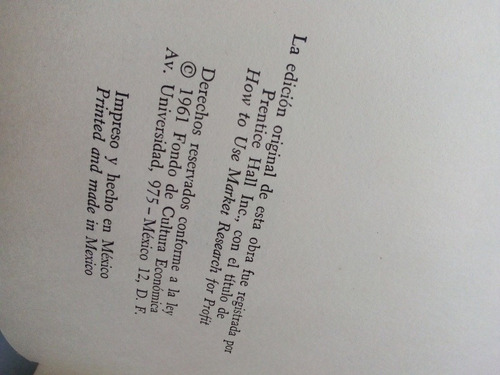 La edición original de esta obra fue registrada por
Prentice Hall Inc., con el título de
How to Use Market Research for Profit
Derechos reservados conforme a la ley
© 1961 Fondo de Cultura Económica
Av. Universidad, 975 – México 12, D. F.
Impreso y hecho en México
Printed and made in Mexico